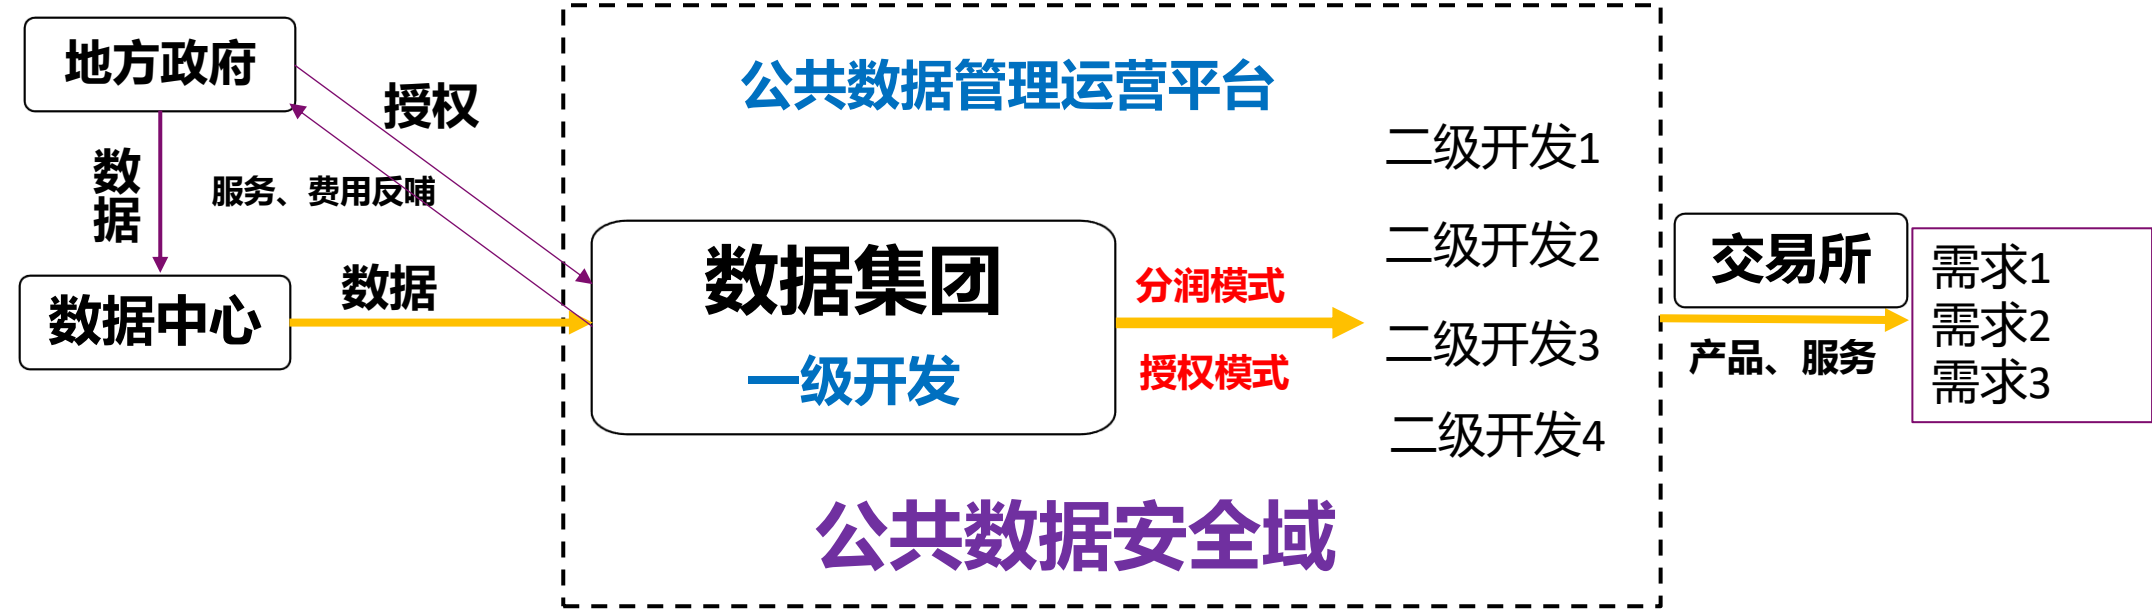 地方政府
授权
数据
服务、费用反哺
数据中心
数据
公共数据管理运营平台
数据集团
一级开发
分润模式
授权模式
二级开发1
二级开发2
二级开发3
二级开发4
公共数据安全域
交易所
产品、服务
需求1
需求2
需求3